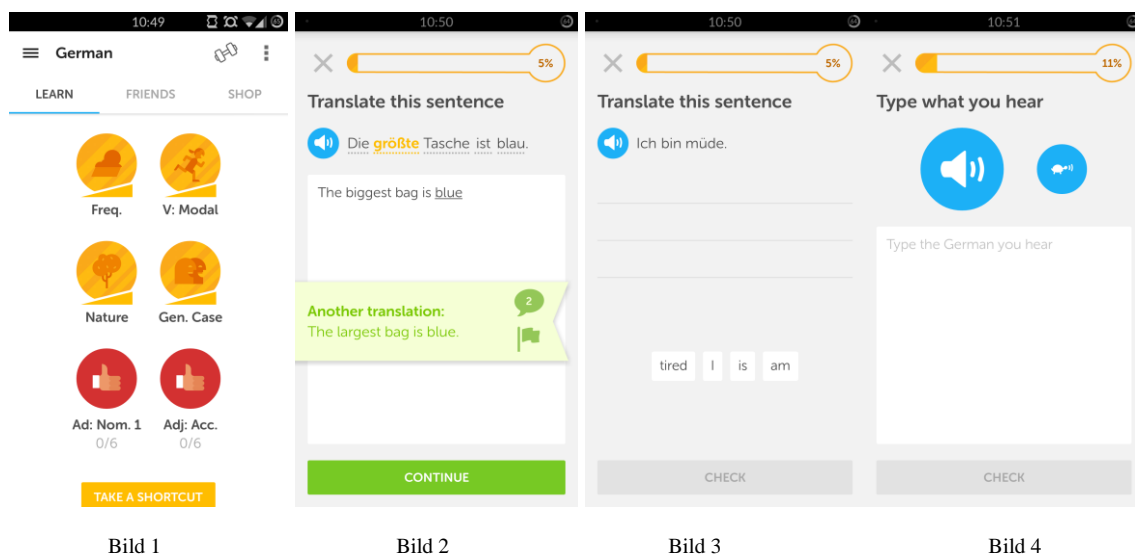 10:49
German
LEARN FRIENDS SHOP
Freq. V: Modal
Nature Gen. Case
Ad: Nom. 1 Adj: Acc.
0/6 0/6
TAKE A SHORTCUT
10:50
5%
Translate this sentence
Die größte Tasche ist blau.
The biggest bag is blue
2
Another translation:
The largest bag is blue.
CONTINUE
10:50
5%
Translate this sentence
Ich bin müde.
tired I is am
CHECK
10:51
11%
Type what you hear
Type the German you hear
CHECK
Bild 1 Bild 2 Bild 3 Bild 4